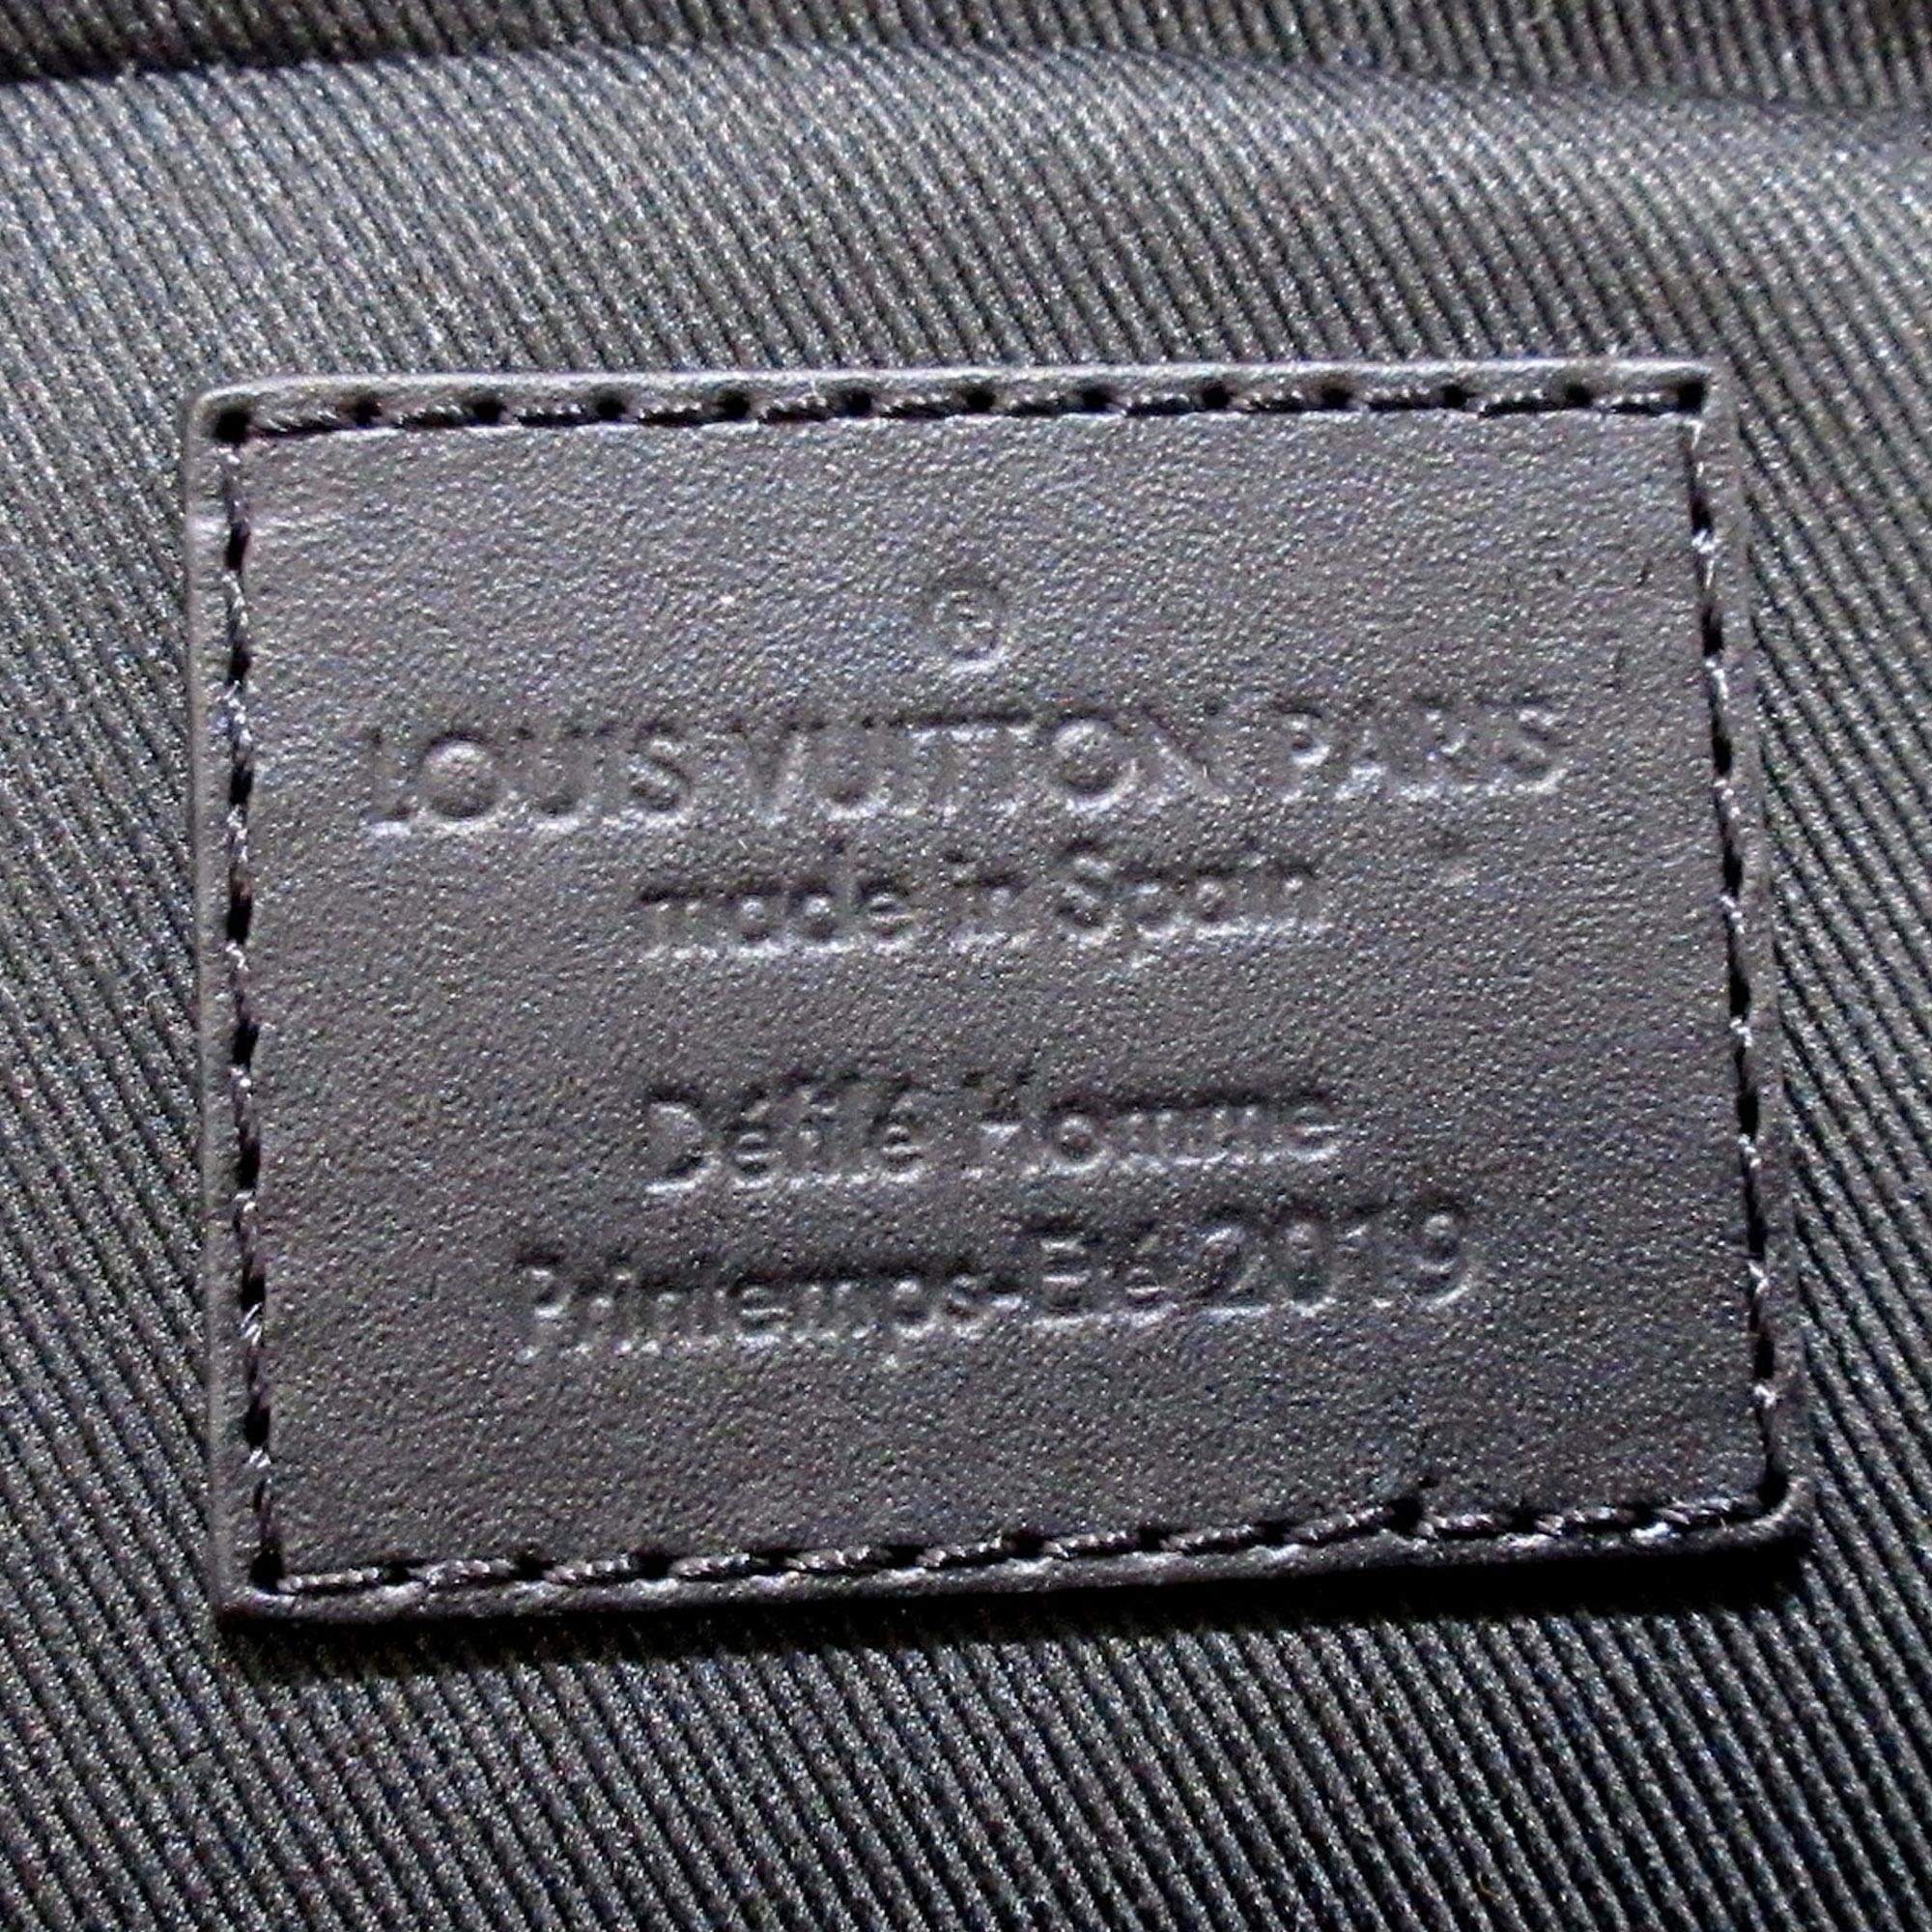 ®
LOUIS VUITTON PARIS
made in Spain
Défilé Homme
Printemps-Été 2019